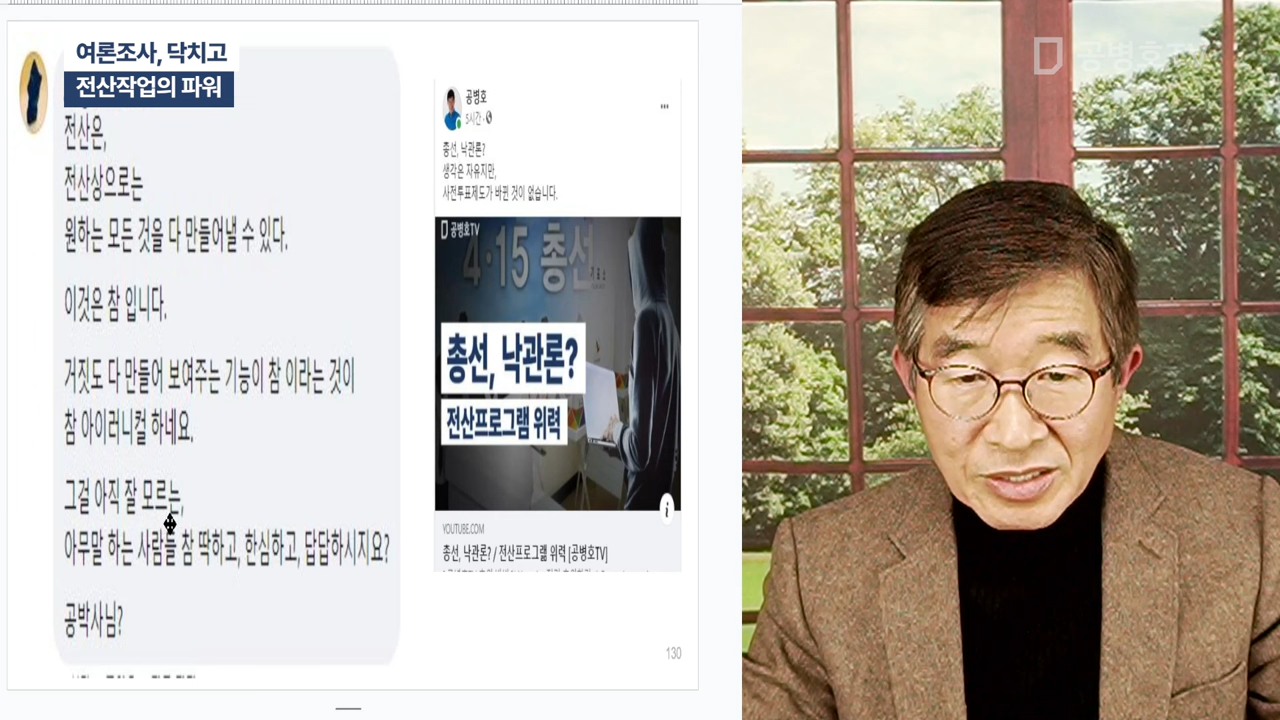 여론조사, 닥치고
전산작업의 파워
전산은,
전산상으로는
원하는 모든 것을 다 만들어낼 수 있다.
이것은 참 입니다.
거짓도 다 만들어 보여주는 기능이 참 이라는 것이
참 아이러니컬 하네요.
그걸 아직 잘 모르는,
아무말 하는 사람들 참 딱하고, 한심하고, 답답하시지요?
공박사님?
공병호
5시간 ·
총선, 낙관론?
생각은 자유지만,
사전투표제도가 바뀐 것이 없습니다.
공병호TV
4·15 총선
총선, 낙관론?
전산프로그램 위력
YOUTUBE.COM
총선, 낙관론? / 전산프로그램 위력 [공병호TV]
130
공병호TV